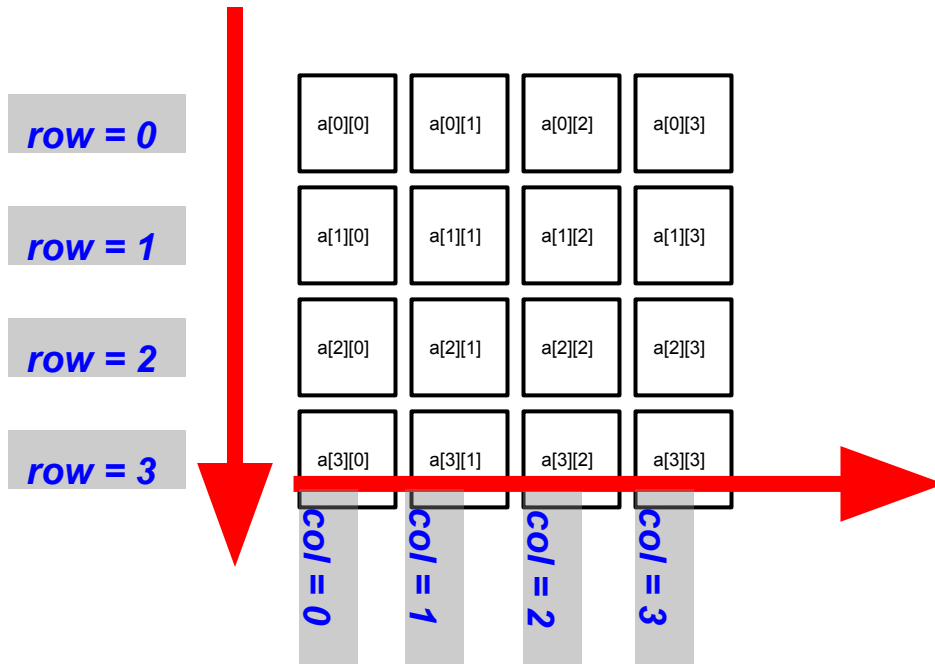 row = 0
a[0][0] a[0][1] a[0][2] a[0][3]
row = 1
a[1][0] a[1][1] a[1][2] a[1][3]
row = 2
a[2][0] a[2][1] a[2][2] a[2][3]
row = 3
a[3][0] a[3][1] a[3][2] a[3][3]
col = 0
col = 1
col = 2
col = 3